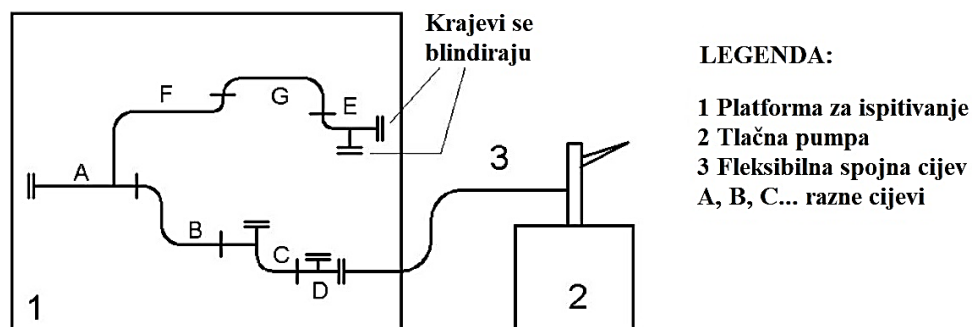 Krajevi se
blindiraju
F
G
E
A
B
C
D
1
3
2
LEGENDA:
1 Platforma za ispitivanje
2 Tlačna pumpa
3 Fleksibilna spojna cijev
A, B, C... razne cijevi